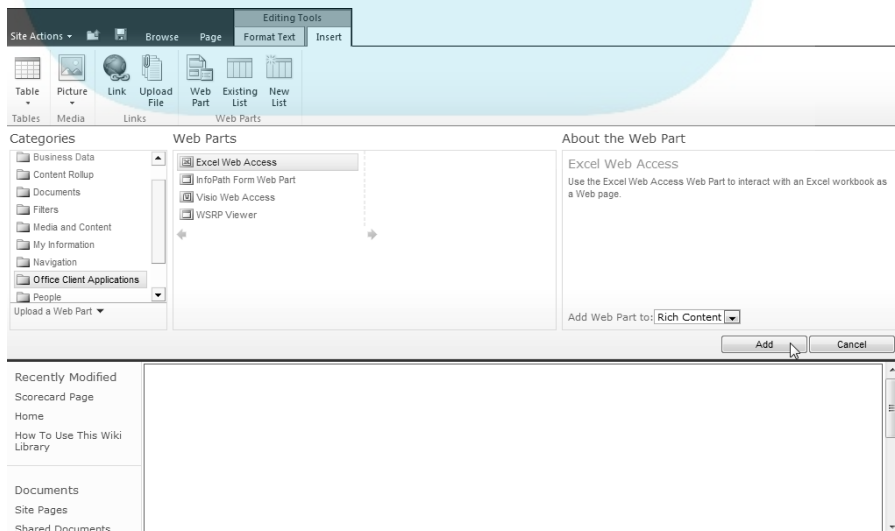 Editing Tools
Site Actions Browse Page Format Text Insert
Table Picture Link Upload File Web Part Existing List New List
Tables Media Links Web Parts
Categories
Business Data
Content Rollup
Documents
Filters
Media and Content
My Information
Navigation
Office Client Applications
People
Upload a Web Part
Web Parts
Excel Web Access
InfoPath Form Web Part
Visio Web Access
WSRP Viewer
About the Web Part
Excel Web Access
Use the Excel Web Access Web Part to interact with an Excel workbook as
a Web page.
Add Web Part to: Rich Content
Add Cancel
Recently Modified
Scorecard Page
Home
How To Use This Wiki
Library
Documents
Site Pages
Shared Documents